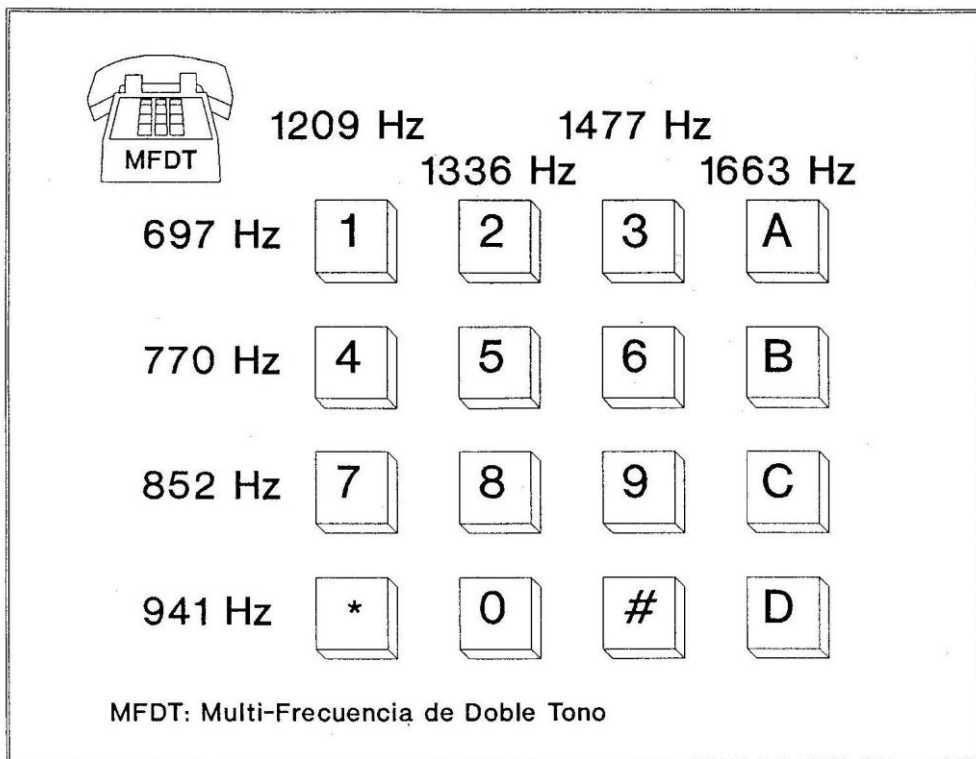 MFDT
1209 Hz 1477 Hz
1336 Hz 1663 Hz
697 Hz 1 2 3 A
770 Hz 4 5 6 B
852 Hz 7 8 9 C
941 Hz * 0 # D
MFDT: Multi-Frecuencia de Doble Tono